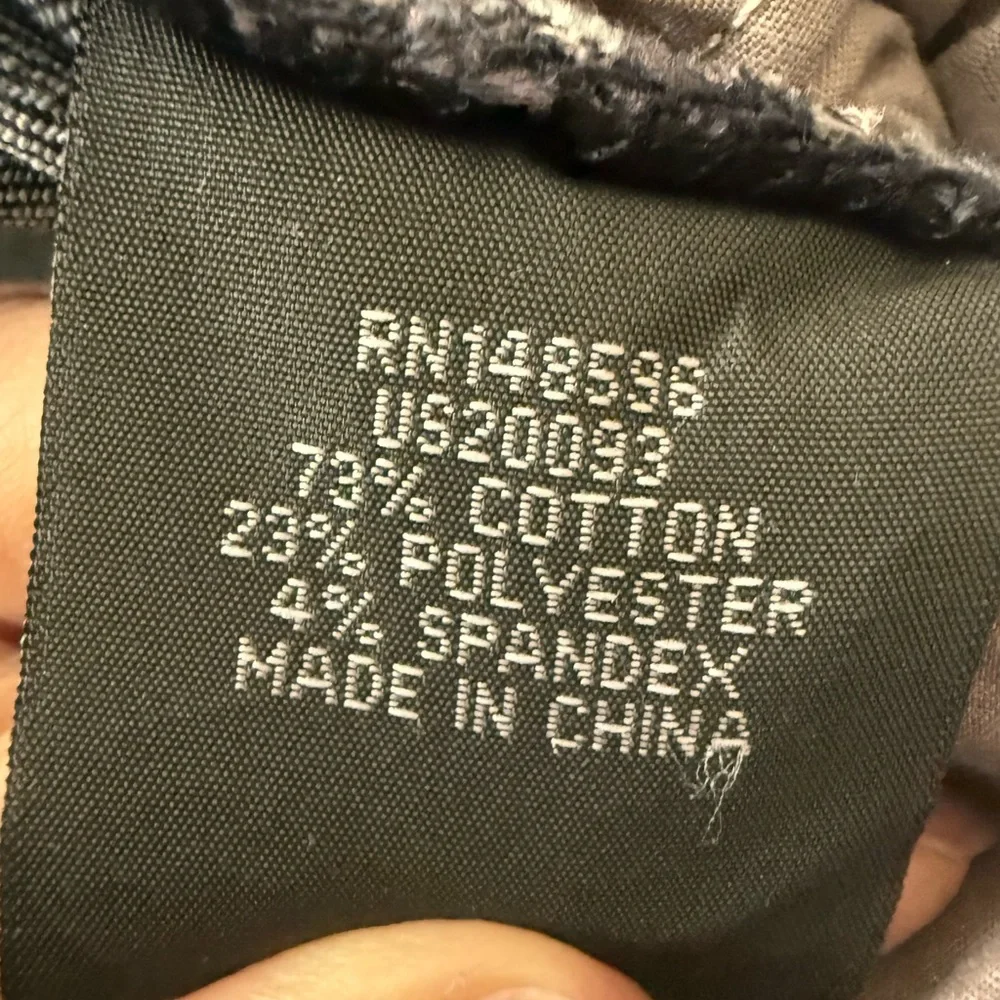 RN148596
US20093
73% COTTON
23% POLYESTER
4% SPANDEX
MADE IN CHINA